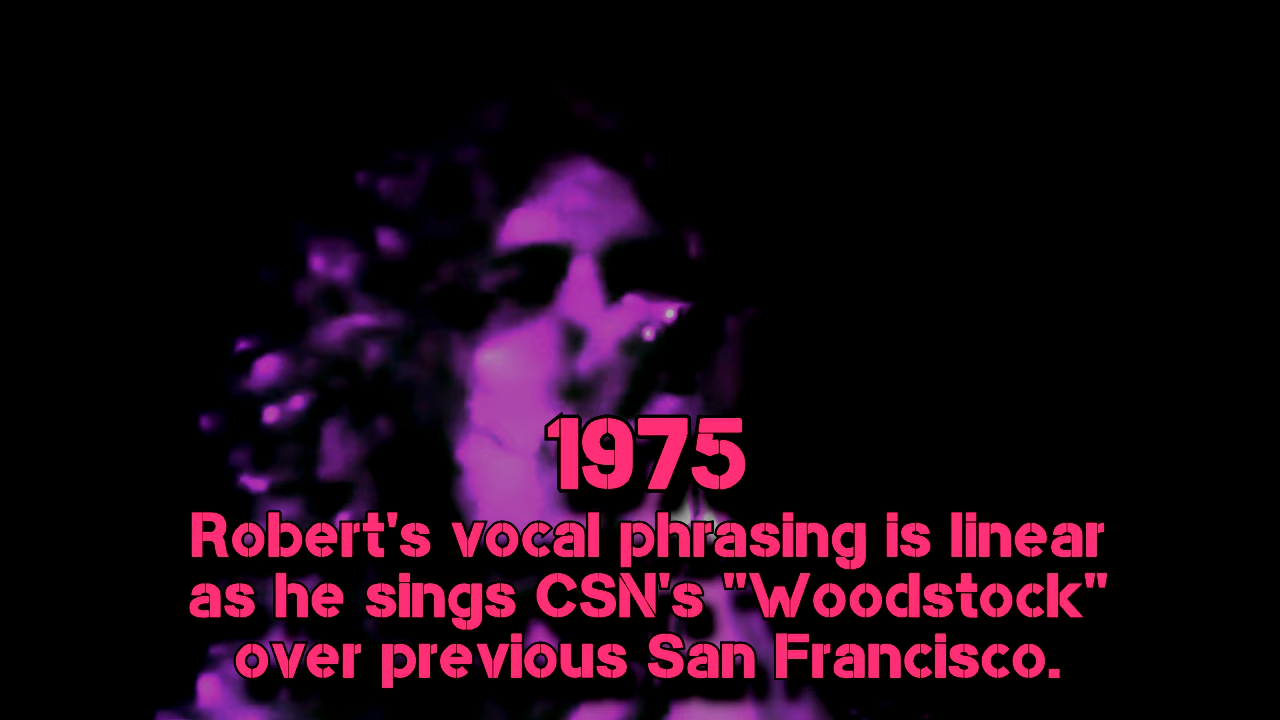 1975
Robert's vocal phrasing is linear
as he sings CSN's "Woodstock"
over previous San Francisco.